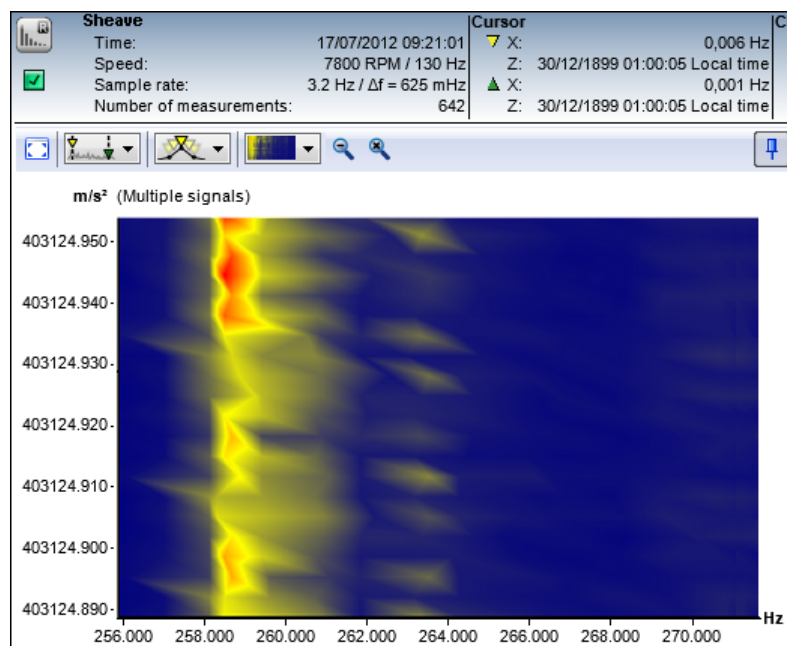 Sheave
Time: 17/07/2012 09:21:01
Speed: 7800 RPM / 130 Hz
Sample rate: 3.2 Hz / Δf = 625 mHz
Number of measurements: 642
Cursor
X: 0,006 Hz
Z: 30/12/1899 01:00:05 Local time
X: 0,001 Hz
Z: 30/12/1899 01:00:05 Local time
C
R
m/s² (Multiple signals)
403124.950
403124.940
403124.930
403124.920
403124.910
403124.900
403124.890
Hz
256.000 258.000 260.000 262.000 264.000 266.000 268.000 270.000